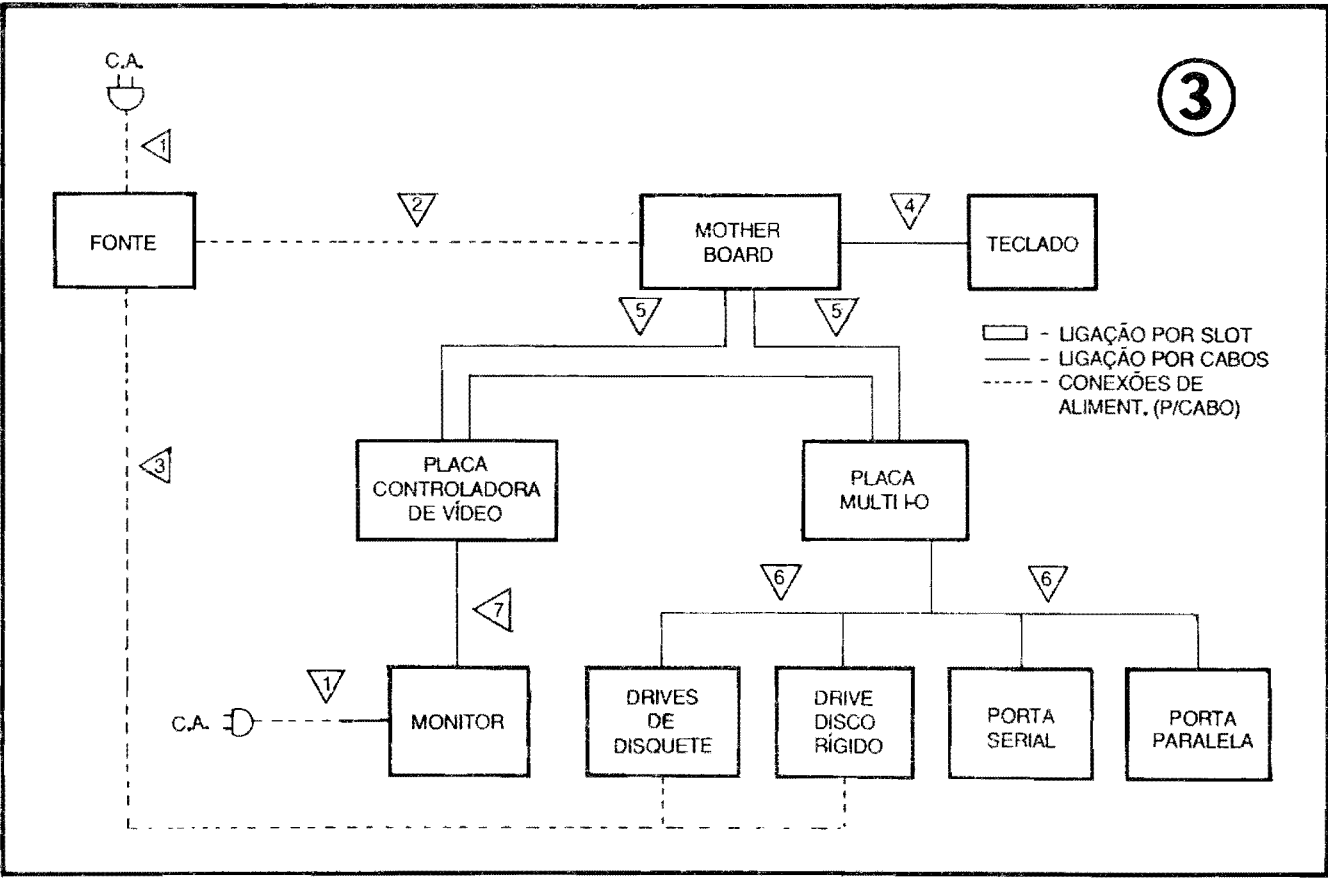 C.A.
3
1
FONTE
2
MOTHER
BOARD
4
TECLADO
5
5
- LIGAÇÃO POR SLOT
- LIGAÇÃO POR CABOS
- CONEXÕES DE
ALIMENT. (P/CABO)
3
PLACA
CONTROLADORA
DE VÍDEO
PLACA
MULTI I-O
6
6
7
1
C.A.
MONITOR
DRIVES
DE
DISQUETE
DRIVE
DISCO
RÍGIDO
PORTA
SERIAL
PORTA
PARALELA